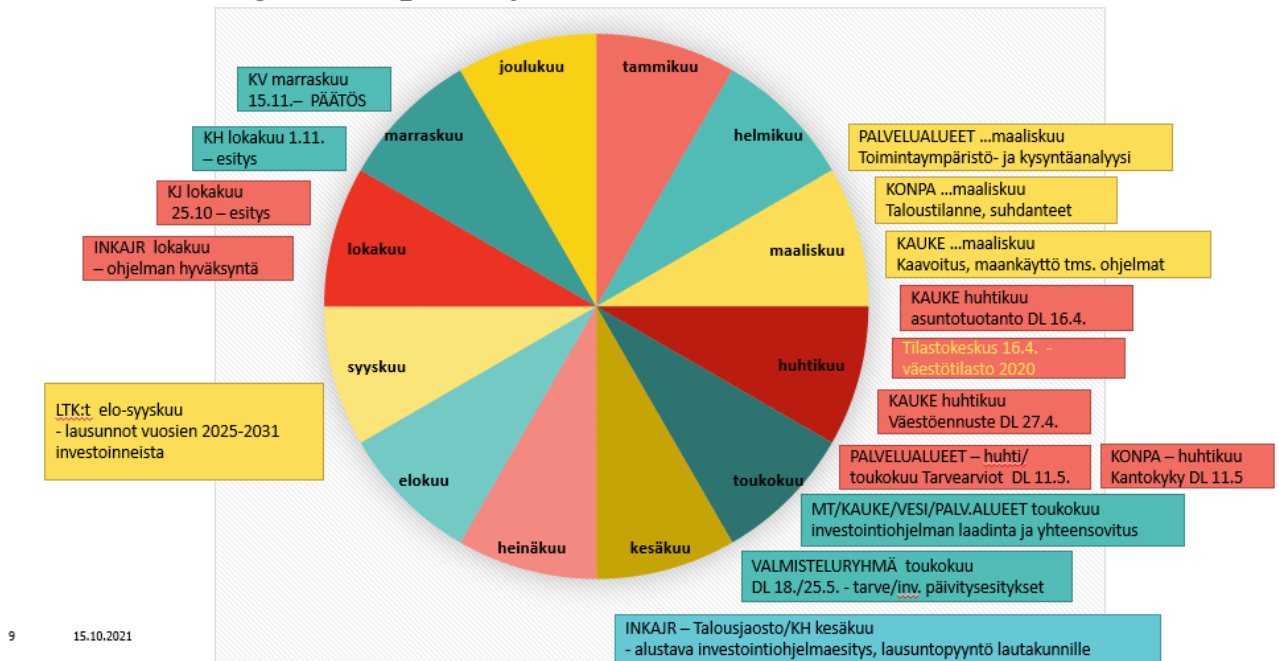 joulukuu
tammikuu
helmikuu
maaliskuu
huhtikuu
toukokuu
kesäkuu
heinäkuu
elokuu
syyskuu
lokakuu
marraskuu
KV marraskuu
15.11.– PÄÄTÖS
KH lokakuu 1.11.
– esitys
KJ lokakuu
25.10 – esitys
INKAJR lokakuu
– ohjelman hyväksyntä
LTK:t elo-syyskuu
- lausunnot vuosien 2025-2031
investoinneista
PALVELUALUEET ...maaliskuu
Toimintaympäristö- ja kysyntäanalyysi
KONPA ...maaliskuu
Taloustilanne, suhdanteet
KAUKE ...maaliskuu
Kaavoitus, maankäyttö tms. ohjelmat
KAUKE huhtikuu
asuntotuotanto DL 16.4.
Tilastokeskus 16.4. -
väestötilasto 2020
KAUKE huhtikuu
Väestöennuste DL 27.4.
PALVELUALUEET – huhti/
toukokuu Tarvearviot DL 11.5.
KONPA – huhtikuu
Kantokyky DL 11.5
MT/KAUKE/VESI/PALV.ALUEET toukokuu
investointiohjelman laadinta ja yhteensovitus
VALMISTELURYHMÄ toukokuu
DL 18./25.5. - tarve/inv. päivitysesitykset
INKAJR – Talousjaosto/KH kesäkuu
- alustava investointiohjelmaesitys, lausuntopyyntö lautakunnille
9 15.10.2021